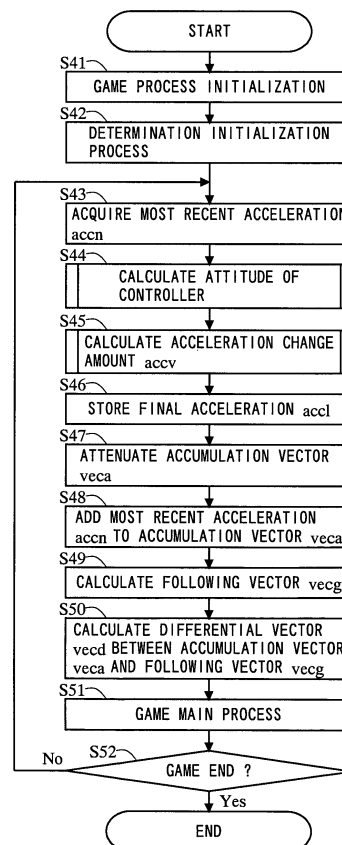 START
S41
GAME PROCESS INITIALIZATION
S42
DETERMINATION INITIALIZATION
PROCESS
S43
ACQUIRE MOST RECENT ACCELERATION
accn
S44
CALCULATE ATTITUDE OF
CONTROLLER
S45
CALCULATE ACCELERATION CHANGE
AMOUNT accv
S46
STORE FINAL ACCELERATION accl
S47
ATTENUATE ACCUMULATION VECTOR
veca
S48
ADD MOST RECENT ACCELERATION
accn TO ACCUMULATION VECTOR veca
S49
CALCULATE FOLLOWING VECTOR vecg
S50
CALCULATE DIFFERENTIAL VECTOR
vecd BETWEEN ACCUMULATION VECTOR
veca AND FOLLOWING VECTOR vecg
S51
GAME MAIN PROCESS
S52
No
GAME END ?
Yes
END